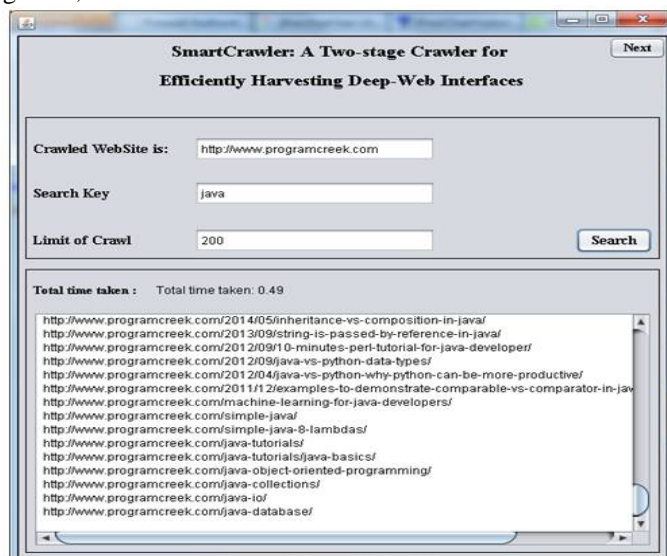 SmartCrawler: A Two-stage Crawler for
Next
Efficiently Harvesting Deep-Web Interfaces
Crawled WebSite is: http://www.programcreek.com
Search Key java
Limit of Crawl 200
Search
Total time taken : Total time taken: 0.49
http://www.programcreek.com/2014/05/inheritance-vs-composition-in-java/
http://www.programcreek.com/2013/09/string-is-passed-by-reference-in-java/
http://www.programcreek.com/2012/09/10-minutes-perl-tutorial-for-java-developer/
http://www.programcreek.com/2012/09/java-vs-python-data-types/
http://www.programcreek.com/2012/04/java-vs-python-why-python-can-be-more-productive/
http://www.programcreek.com/2011/12/examples-to-demonstrate-comparable-vs-comparator-in-jav
http://www.programcreek.com/machine-learning-for-java-developers/
http://www.programcreek.com/simple-java/
http://www.programcreek.com/simple-java-8-lambdas/
http://www.programcreek.com/java-tutorials/
http://www.programcreek.com/java-tutorials/java-basics/
http://www.programcreek.com/java-object-oriented-programming/
http://www.programcreek.com/java-collections/
http://www.programcreek.com/java-io/
http://www.programcreek.com/java-database/